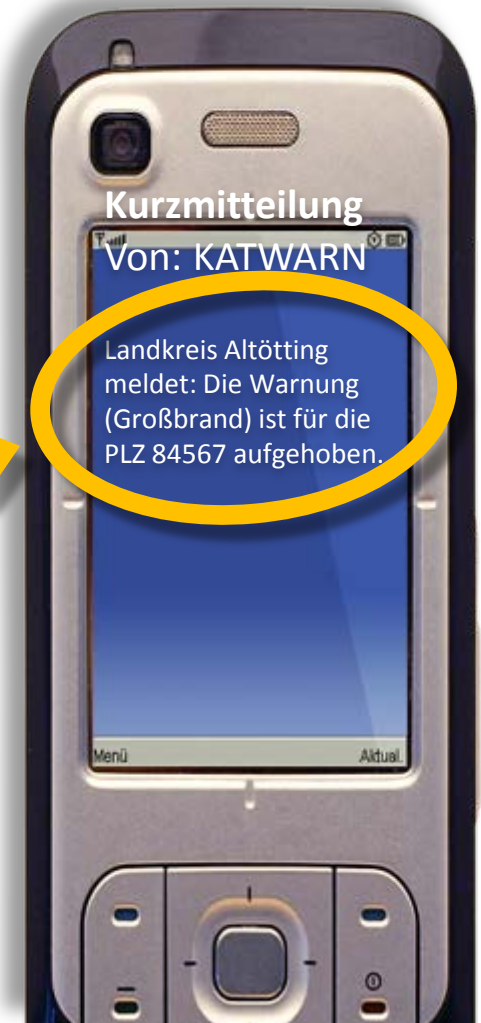 Kurzmitteilung
Von: KATWARN
Landkreis Altötting
meldet: Die Warnung
(Großbrand) ist für die
PLZ 84567 aufgehoben.
Menü
Aktual.